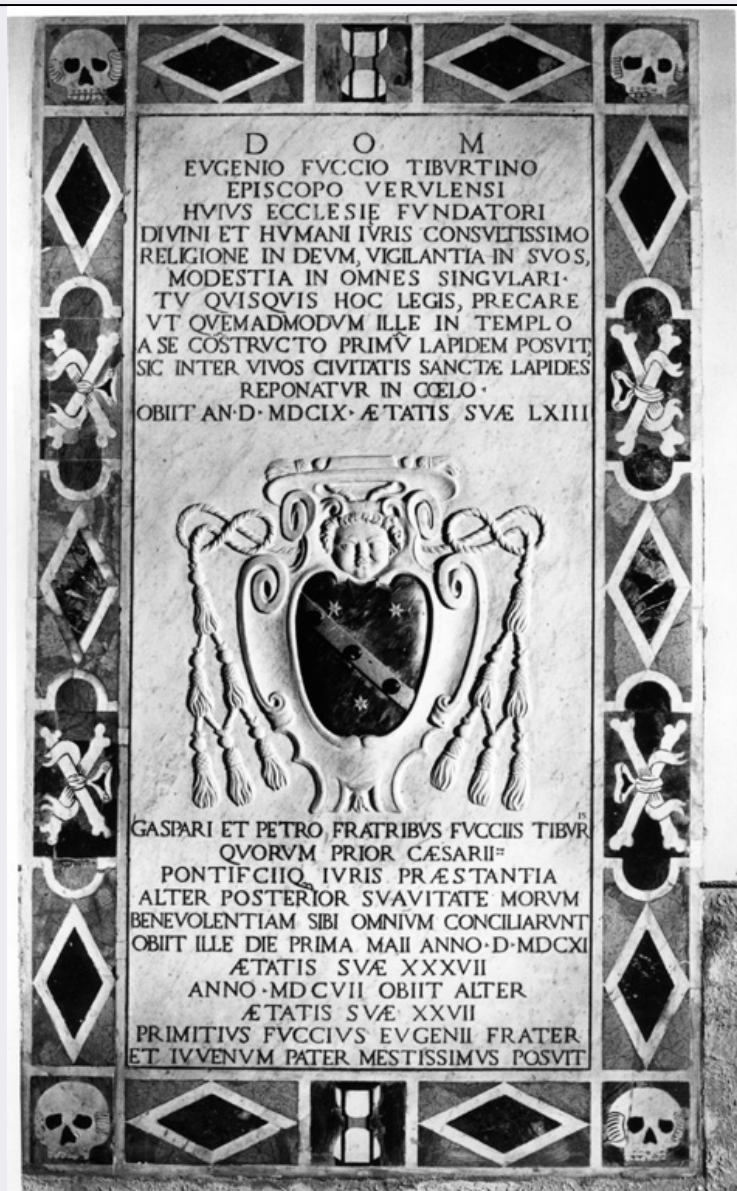 D O M
EVGENIO FVCCIO TIBVRTINO
EPISCOPO VERVLENSI
HVIVS ECCLESIĘ FVNDATORI
DIVINI ET HVMANI IVRIS CONSVLTISSIMO
RELIGIONE IN DEVM, VIGILANTIA IN SVOS,
MODESTIA IN OMNES SINGVLARI·
TV QVISQVIS HOC LEGIS, PRECARE
VT QVEMADMODVM ILLE IN TEMPLO
A SE CÕSTRVCTO PRIMṼ LAPIDEM POSVIT,
SIC INTER VIVOS CIVITATIS SANCTÆ LAPIDES
REPONATVR IN CŒLO·
OBIIT AN·D·MDCIX·ÆTATIS SVÆ LXIII
GASPARI ET PETRO FRATRIBVS FVCCIIS TIBVR
QVORVM PRIOR CÆSARII=
PONTIFCIIQ IVRIS PRÆSTANTIA
ALTER POSTERIOR SVAVITATE MORVM
BENEVOLENTIAM SIBI OMNIVM CONCILIARVNT
OBIIT ILLE DIE PRIMA MAII ANNO·D·MDCXI
ÆTATIS SVÆ XXXVII
ANNO·MDCVII OBIIT ALTER
ÆTATIS SVÆ XXVII
PRIMITIVS FVCCIVS EVGENII FRATER
ET IVVENVM PATER MESTISSIMVS POSVIT